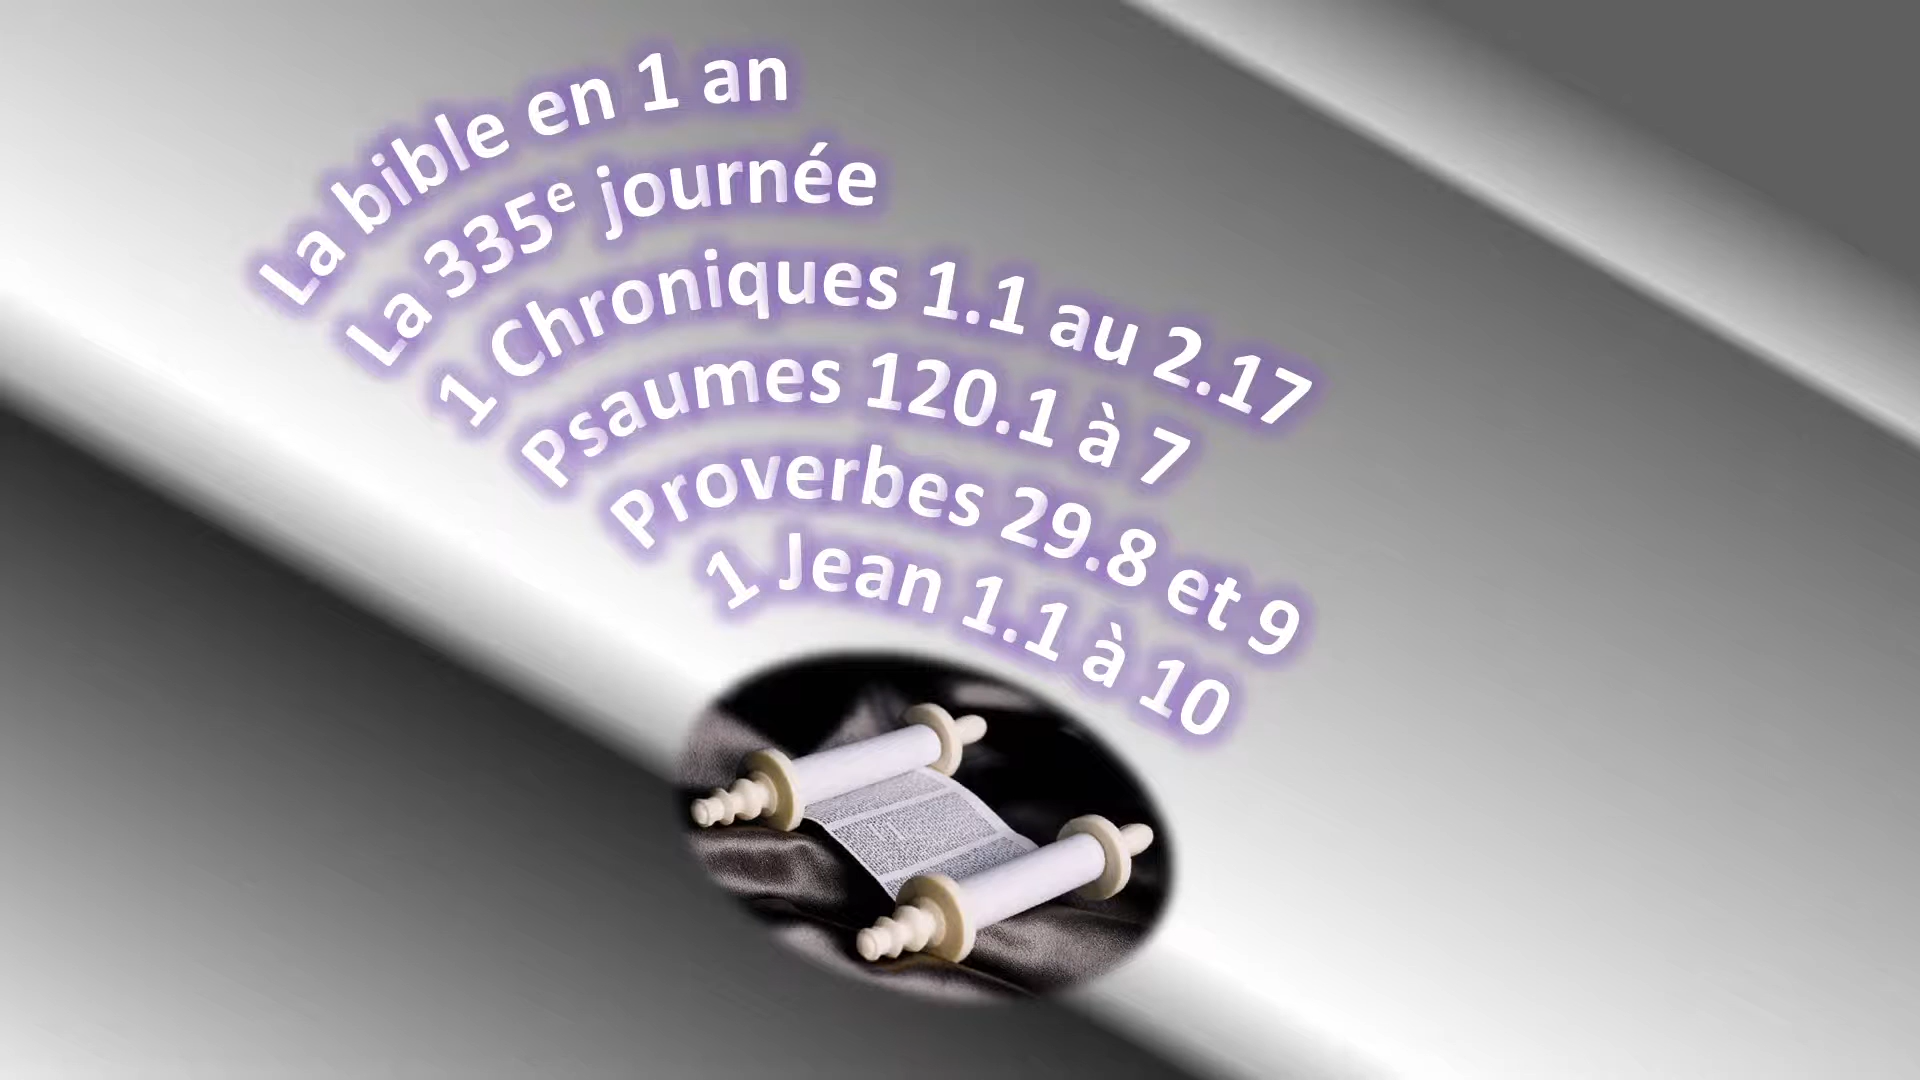 La bible en 1 an
La 335e journée
1 Chroniques 1.1 au 2.17
Psaumes 120.1 à 7
Proverbes 29.8 et 9
1 Jean 1.1 à 10